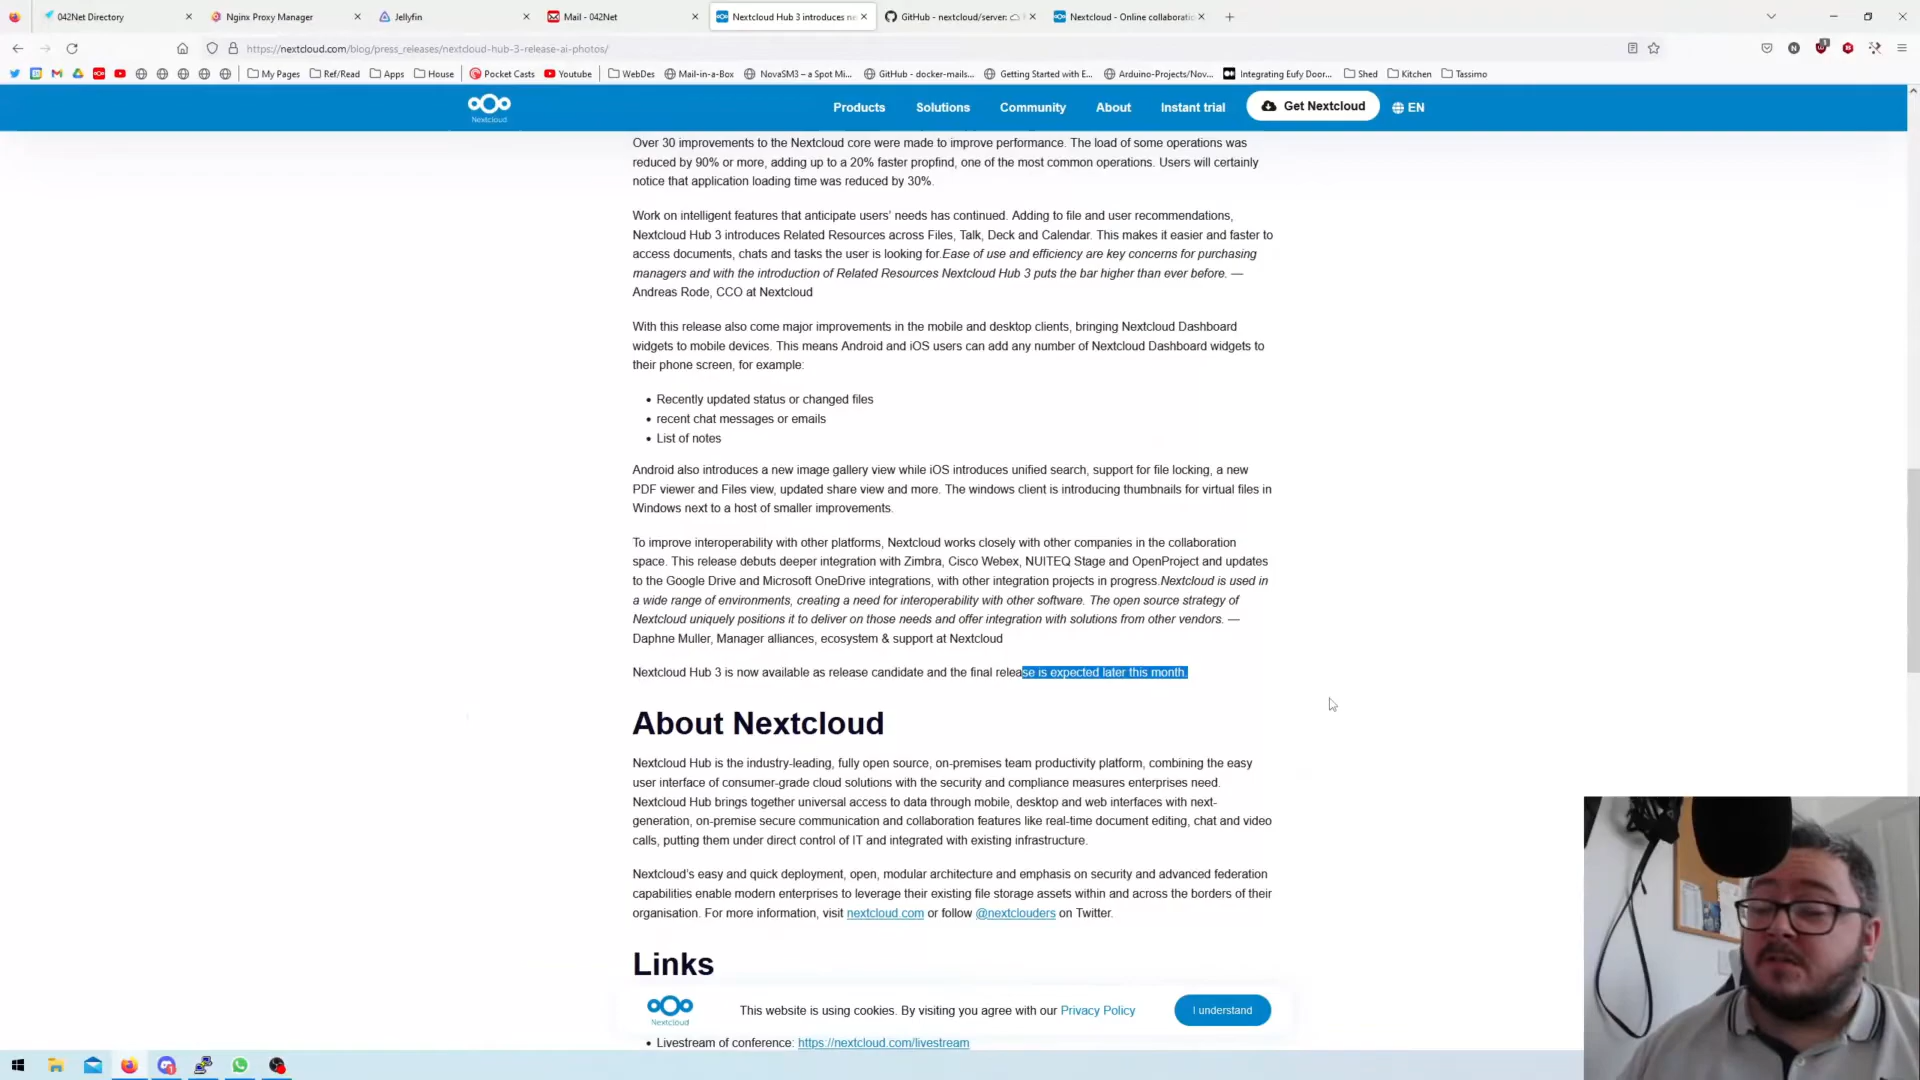 042Net Directory
Nginx Proxy Manager
Jellyfin
Mail - 042Net
Nextcloud Hub 3 introduces ne
GitHub - nextcloud/server:
Nextcloud - Online collaboratio
https://nextcloud.com/blog/press_releases/nextcloud-hub-3-release-ai-photos/
My Pages
Ref/Read
Apps
House
Pocket Casts
Youtube
WebDes
Mail-in-a-Box
NovaSM3 – a Spot Mi...
GitHub - docker-mails...
Getting Started with E...
Arduino-Projects/Nov...
Integrating Eufy Door...
Shed
Kitchen
Tassimo
Nextcloud
Products
Solutions
Community
About
Instant trial
Get Nextcloud
EN
Over 30 improvements to the Nextcloud core were made to improve performance. The load of some operations was
reduced by 90% or more, adding up to a 20% faster propfind, one of the most common operations. Users will certainly
notice that application loading time was reduced by 30%.
Work on intelligent features that anticipate users’ needs has continued. Adding to file and user recommendations,
Nextcloud Hub 3 introduces Related Resources across Files, Talk, Deck and Calendar. This makes it easier and faster to
access documents, chats and tasks the user is looking for.Ease of use and efficiency are key concerns for purchasing
managers and with the introduction of Related Resources Nextcloud Hub 3 puts the bar higher than ever before. —
Andreas Rode, CCO at Nextcloud
With this release also come major improvements in the mobile and desktop clients, bringing Nextcloud Dashboard
widgets to mobile devices. This means Android and iOS users can add any number of Nextcloud Dashboard widgets to
their phone screen, for example:
• Recently updated status or changed files
• recent chat messages or emails
• List of notes
Android also introduces a new image gallery view while iOS introduces unified search, support for file locking, a new
PDF viewer and Files view, updated share view and more. The windows client is introducing thumbnails for virtual files in
Windows next to a host of smaller improvements.
To improve interoperability with other platforms, Nextcloud works closely with other companies in the collaboration
space. This release debuts deeper integration with Zimbra, Cisco Webex, NUITEQ Stage and OpenProject and updates
to the Google Drive and Microsoft OneDrive integrations, with other integration projects in progress.Nextcloud is used in
a wide range of environments, creating a need for interoperability with other software. The open source strategy of
Nextcloud uniquely positions it to deliver on those needs and offer integration with solutions from other vendors. —
Daphne Muller, Manager alliances, ecosystem & support at Nextcloud
Nextcloud Hub 3 is now available as release candidate and the final release is expected later this month.
About Nextcloud
Nextcloud Hub is the industry-leading, fully open source, on-premises team productivity platform, combining the easy
user interface of consumer-grade cloud solutions with the security and compliance measures enterprises need.
Nextcloud Hub brings together universal access to data through mobile, desktop and web interfaces with next-
generation, on-premise secure communication and collaboration features like real-time document editing, chat and video
calls, putting them under direct control of IT and integrated with existing infrastructure.
Nextcloud’s easy and quick deployment, open, modular architecture and emphasis on security and advanced federation
capabilities enable modern enterprises to leverage their existing file storage assets within and across the borders of their
organisation. For more information, visit nextcloud.com or follow @nextclouders on Twitter.
Links
Nextcloud
This website is using cookies. By visiting you agree with our Privacy Policy
I understand
• Livestream of conference: https://nextcloud.com/livestream